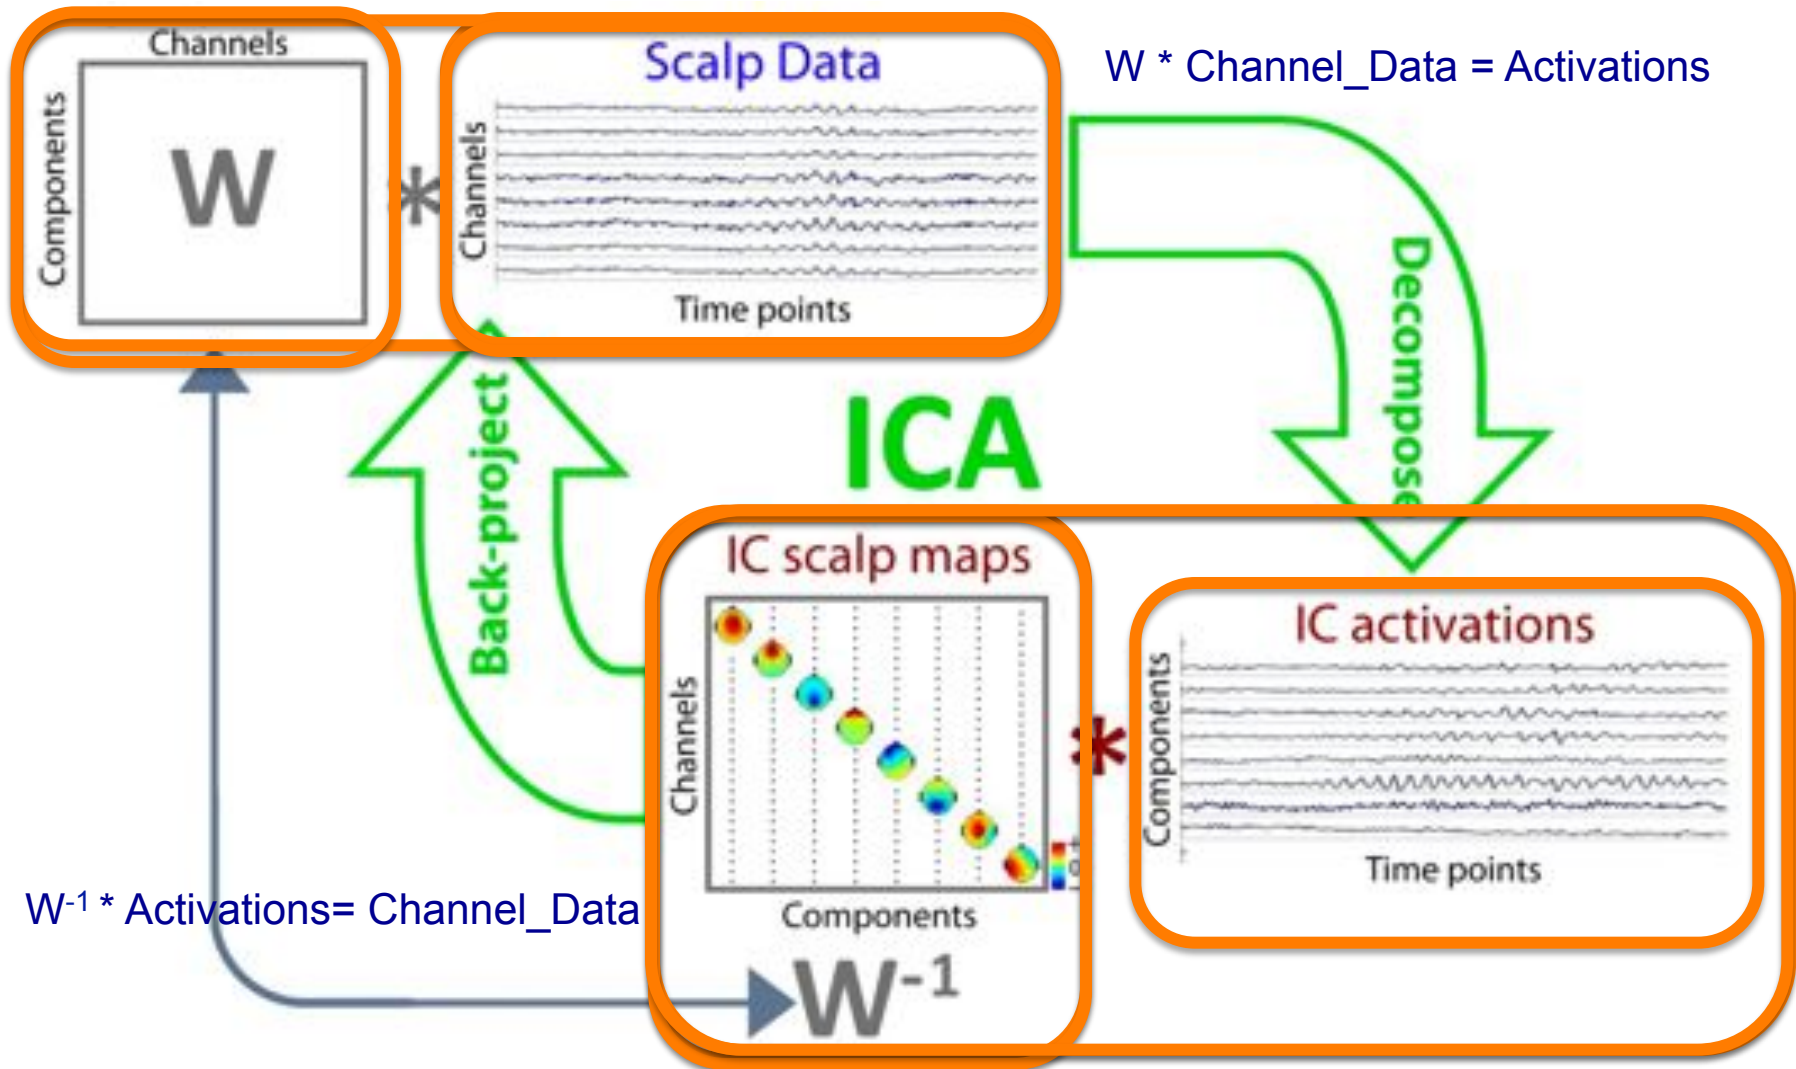 Channels
Components
W
*
Scalp Data
Channels
Time points
W * Channel_Data = Activations
Decompose
Back-project
ICA
IC scalp maps
Channels
Components
W-1
+
0
-
*
IC activations
Components
Time points
W-1 * Activations= Channel_Data